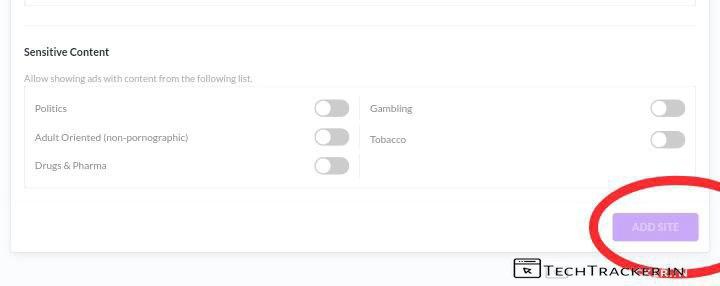 Sensitive Content
Allow showing ads with content from the following list.
Politics
Gambling
Adult Oriented (non-pornographic)
Tobacco
Drugs & Pharma
ADD SITE
TECHTRACKER.IN